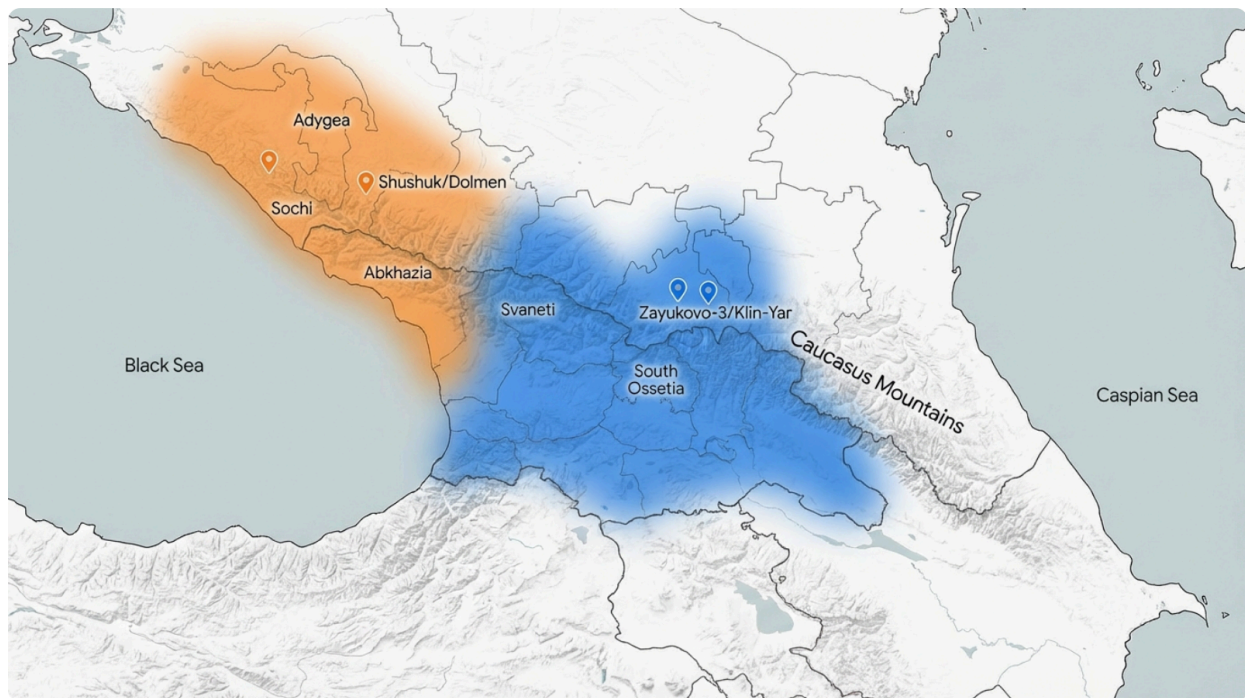 Adygea
Shushuk/Dolmen
Sochi
Abkhazia
Svaneti
Zayukovo-3/Klin-Yar
Caucasus Mountains
Black Sea
South
Ossetia
Caspian Sea